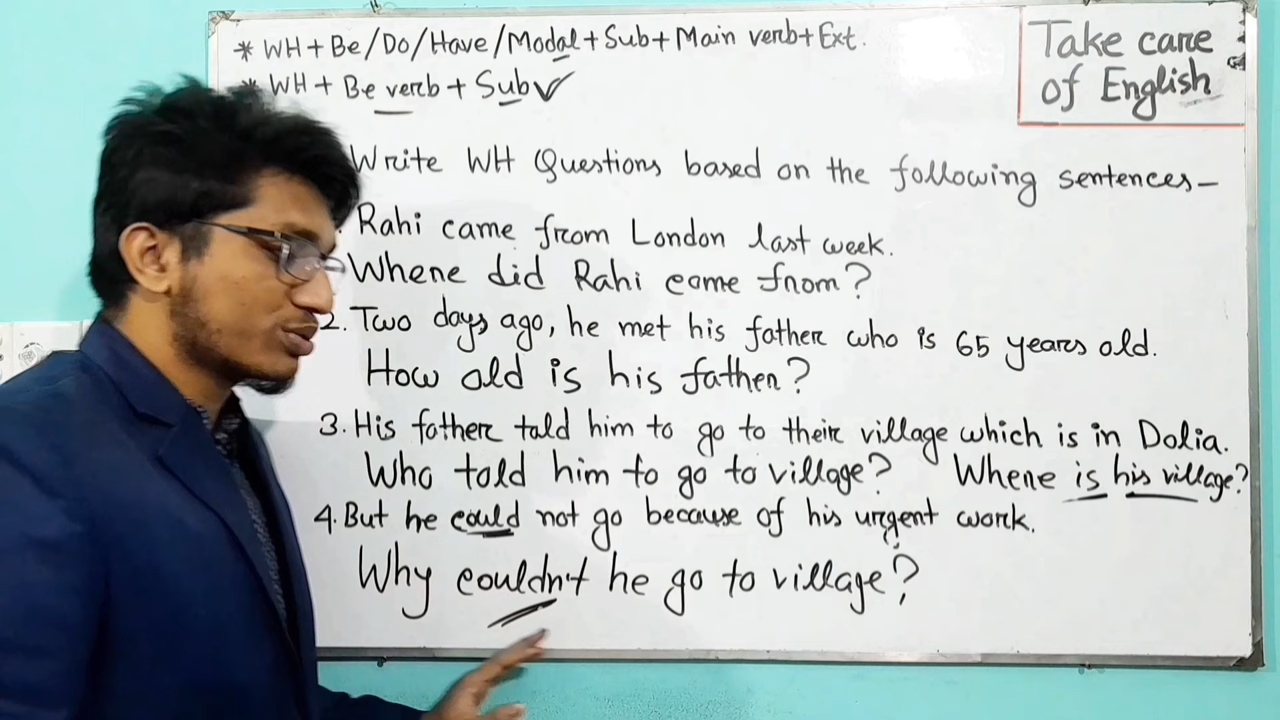 * WH + Be/Do/Have/Modal + Sub + Main verb + Ext.
* WH + Be verb + Sub ✓
Take care
of English
Write WH Questions based on the following sentences-
Rahi came from London last week.
Where did Rahi come from?
2. Two days ago, he met his father who is 65 years old.
How old is his father?
3. His father told him to go to their village which is in Dolia.
Who told him to go to village? Where is his village?
4. But he could not go because of his urgent work.
Why couldn't he go to village?